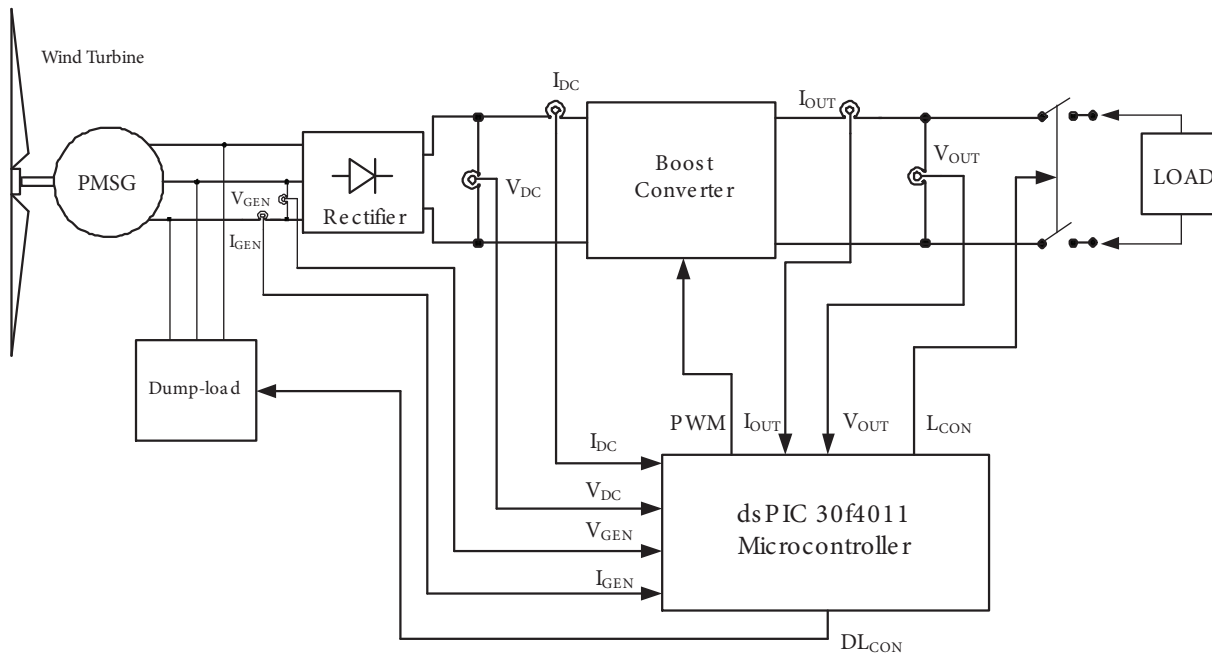 Wind Turbine
I_DC
I_OUT
PMSG
V_GEN
I_GEN
Rectifier
V_DC
Boost
Converter
V_OUT
LOAD
Dump-load
PWM
I_OUT
V_OUT
L_CON
I_DC
V_DC
V_GEN
I_GEN
dsPIC 30f4011
Microcontroller
DL_CON